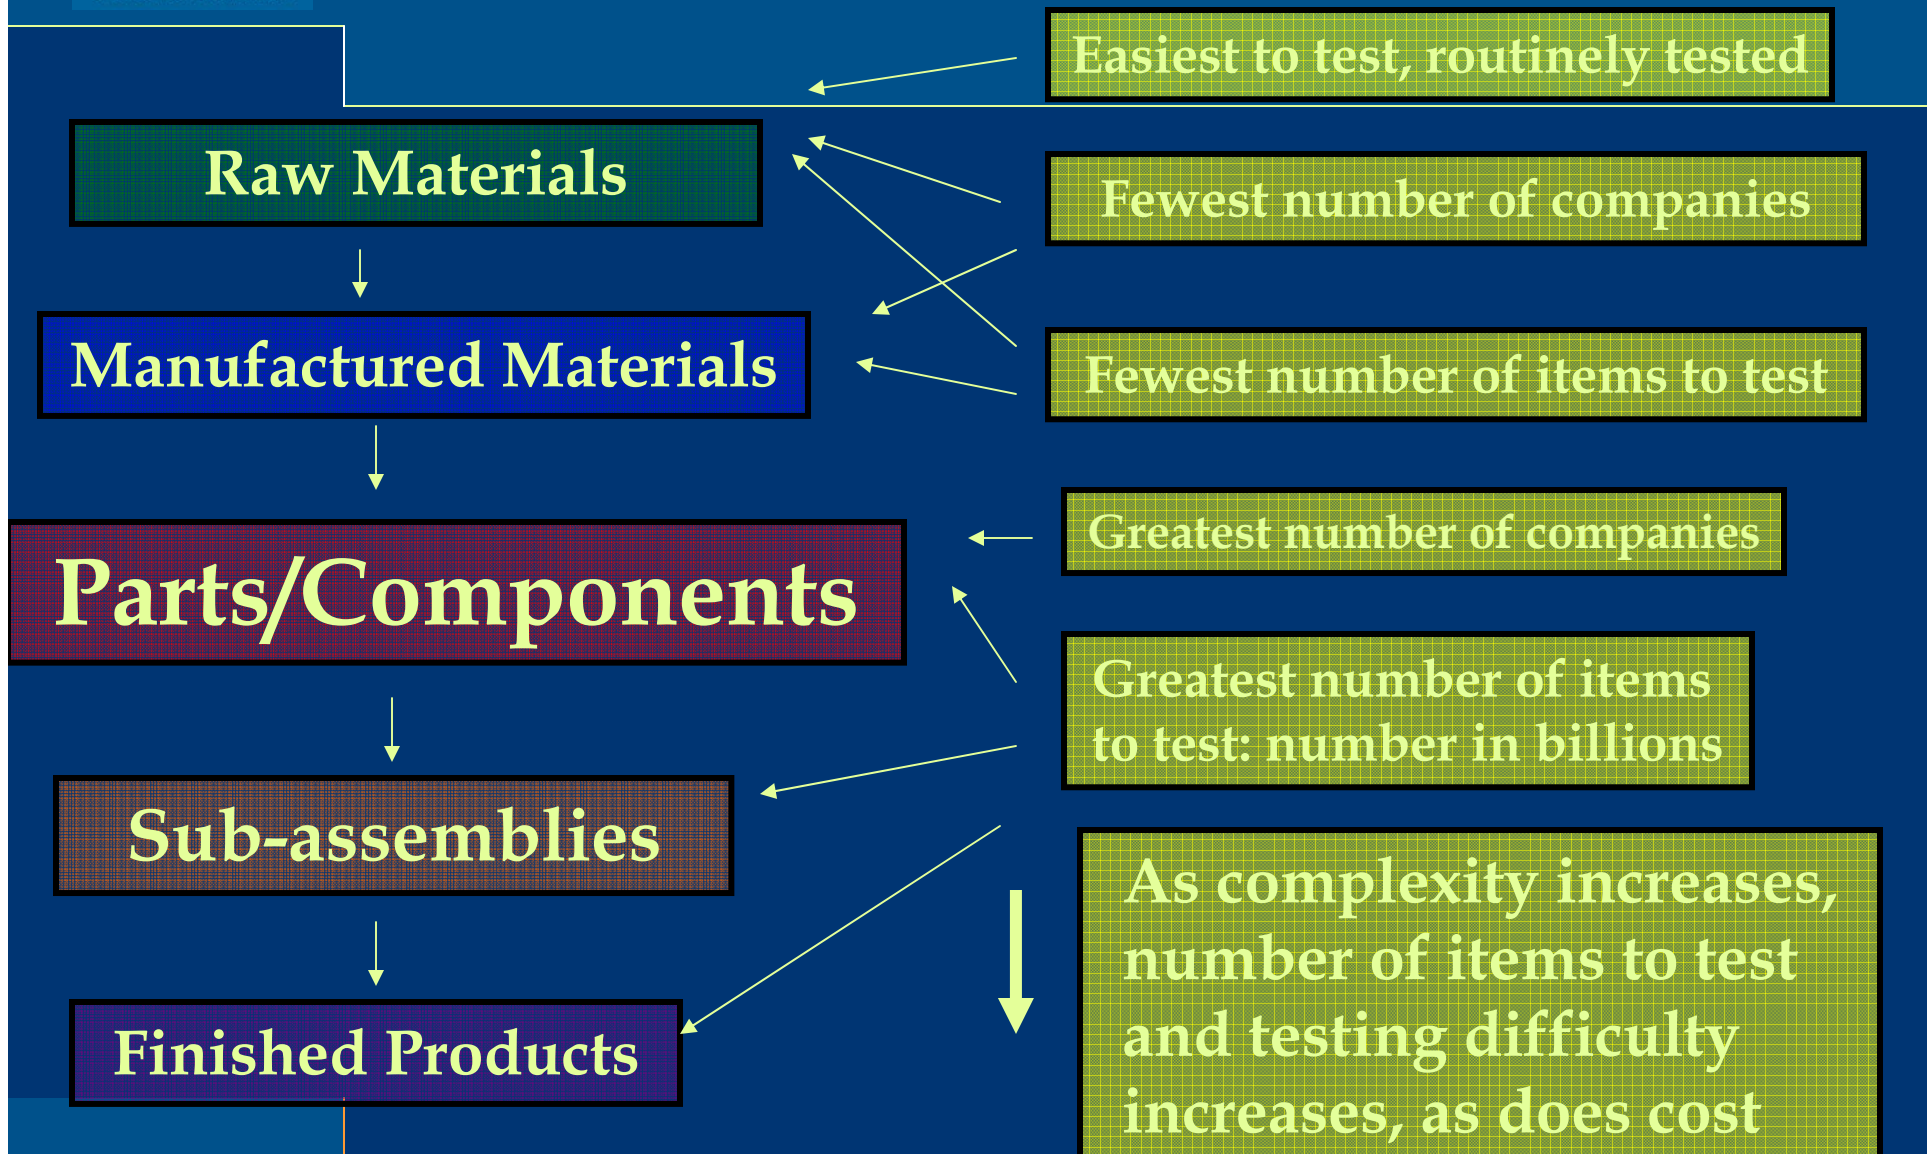 Easiest to test, routinely tested
Raw Materials
Fewest number of companies
Manufactured Materials
Fewest number of items to test
Greatest number of companies
Parts/Components
Greatest number of items
to test: number in billions
Sub-assemblies
As complexity increases,
number of items to test
and testing difficulty
increases, as does cost
Finished Products